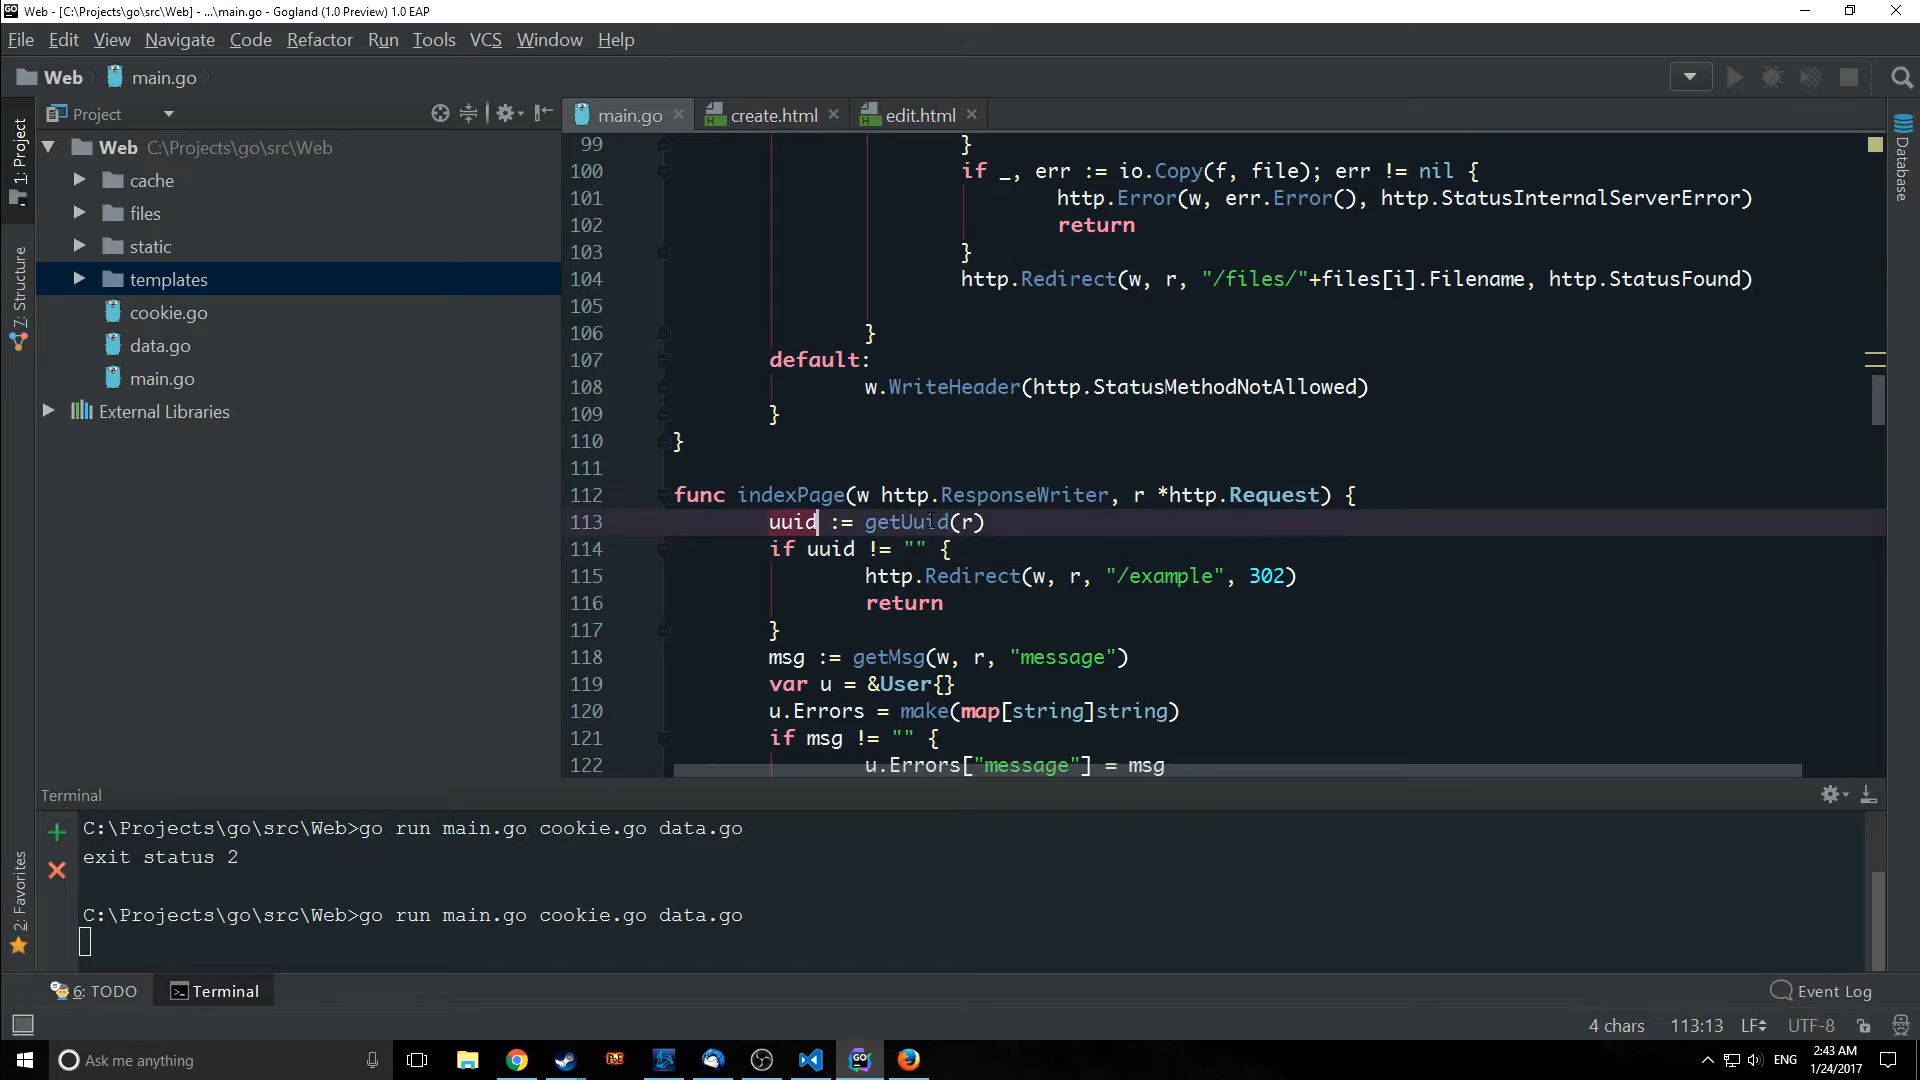 Web - [C:\Projects\go\src\Web] - ...\main.go - Gogland (1.0 Preview) 1.0 EAP
File Edit View Navigate Code Refactor Run Tools VCS Window Help
Web main.go
1: Project
Z: Structure
2: Favorites
Project
Web C:\Projects\go\src\Web
cache
files
static
templates
cookie.go
data.go
main.go
External Libraries
main.go create.html edit.html
99 }
100 if _, err := io.Copy(f, file); err != nil {
101 http.Error(w, err.Error(), http.StatusInternalServerError)
102 return
103 }
104 http.Redirect(w, r, "/files/"+files[i].Filename, http.StatusFound)
105
106 }
107 default:
108 w.WriteHeader(http.StatusMethodNotAllowed)
109 }
110 }
111
112 func indexPage(w http.ResponseWriter, r *http.Request) {
113 uuid := getUuid(r)
114 if uuid != "" {
115 http.Redirect(w, r, "/example", 302)
116 return
117 }
118 msg := getMsg(w, r, "message")
119 var u = &User{}
120 u.Errors = make(map[string]string)
121 if msg != "" {
122 u.Errors["message"] = msg
Database
Terminal
C:\Projects\go\src\Web>go run main.go cookie.go data.go
exit status 2
C:\Projects\go\src\Web>go run main.go cookie.go data.go
6: TODO Terminal Event Log
4 chars 113:13 LF UTF-8
Ask me anything
ENG
2:43 AM
1/24/2017